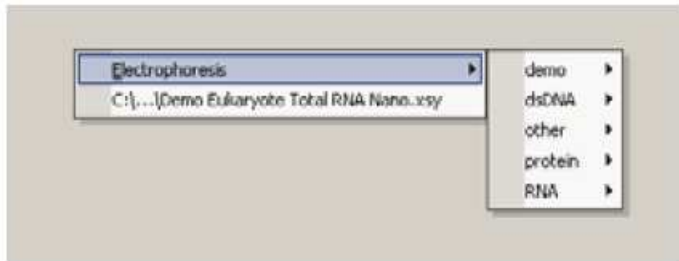 Electrophoresis
C:\...\Demo Eukaryote Total RNA Nano.xsy
demo
dsDNA
other
protein
RNA